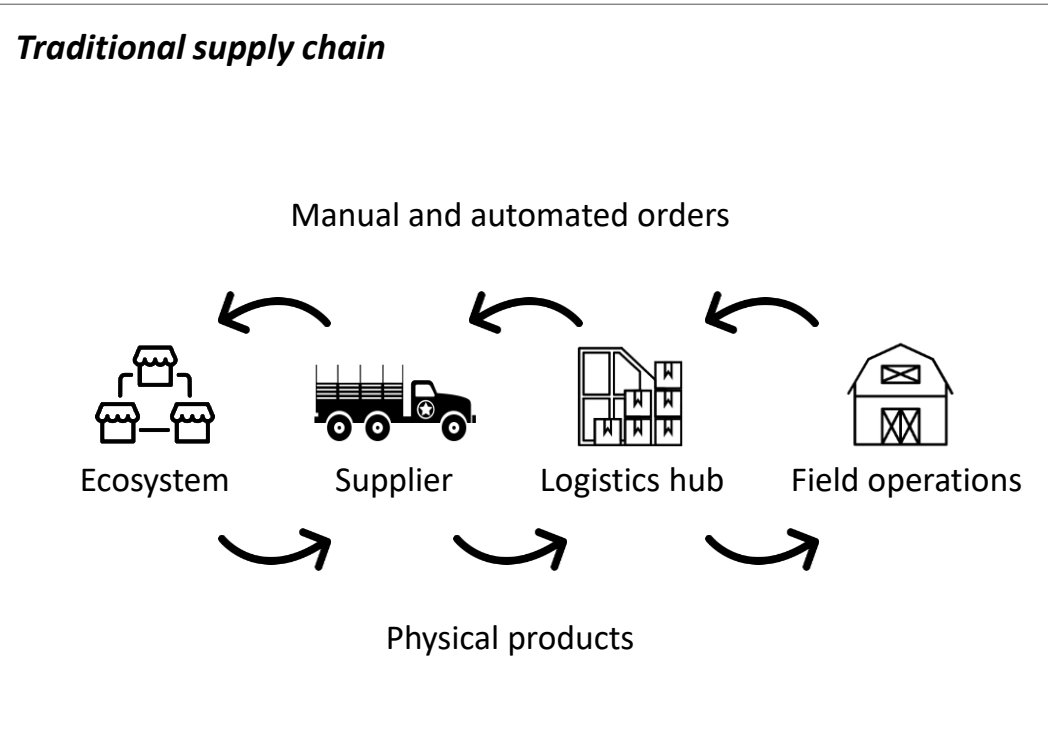 Traditional supply chain
Manual and automated orders
Ecosystem
Supplier
Logistics hub
Field operations
Physical products